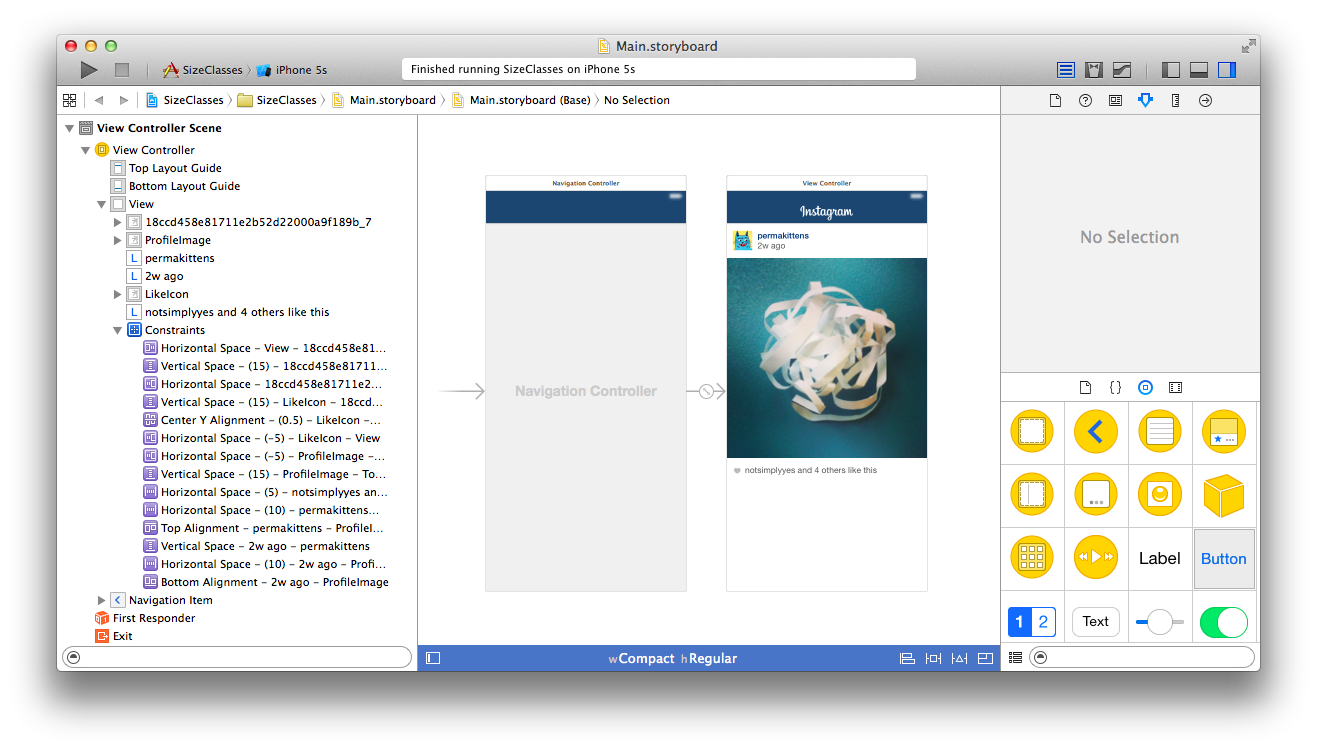 Main.storyboard
SizeClasses iPhone 5s
Finished running SizeClasses on iPhone 5s
SizeClasses SizeClasses Main.storyboard Main.storyboard (Base) No Selection
View Controller Scene
View Controller
Top Layout Guide
Bottom Layout Guide
View
18ccd458e81711e2b52d22000a9f189b_7
ProfileImage
L permakittens
L 2w ago
LikeIcon
L notsimplyyes and 4 others like this
Constraints
Horizontal Space - View - 18ccd458e81...
Vertical Space - (15) - 18ccd458e81711...
Horizontal Space - 18ccd458e81711e2...
Vertical Space - (15) - LikeIcon - 18ccd...
Center Y Alignment - (0.5) - LikeIcon -...
Horizontal Space - (-5) - LikeIcon - View
Horizontal Space - (-5) - ProfileImage -...
Vertical Space - (15) - ProfileImage - To...
Horizontal Space - (5) - notsimplyyes an...
Horizontal Space - (10) - permakittens...
Top Alignment - permakittens - ProfileI...
Vertical Space - 2w ago - permakittens
Horizontal Space - (10) - 2w ago - Profi...
Bottom Alignment - 2w ago - ProfileImage
Navigation Item
First Responder
Exit
Navigation Controller
Navigation Controller
View Controller
Instagram
permakittens
2w ago
notsimplyyes and 4 others like this
wCompact hRegular
No Selection
{}
Label
Button
1 2
Text